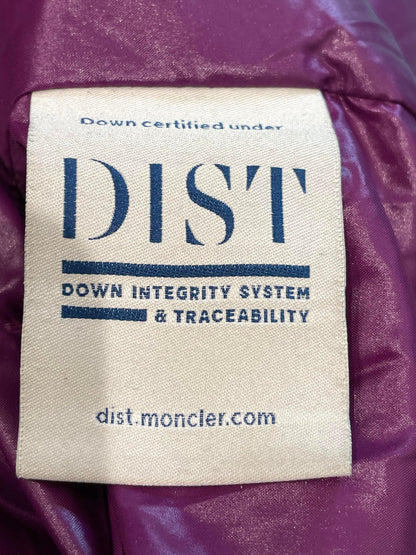 Down certified under
DIST
DOWN INTEGRITY SYSTEM
& TRACEABILITY
dist.moncler.com